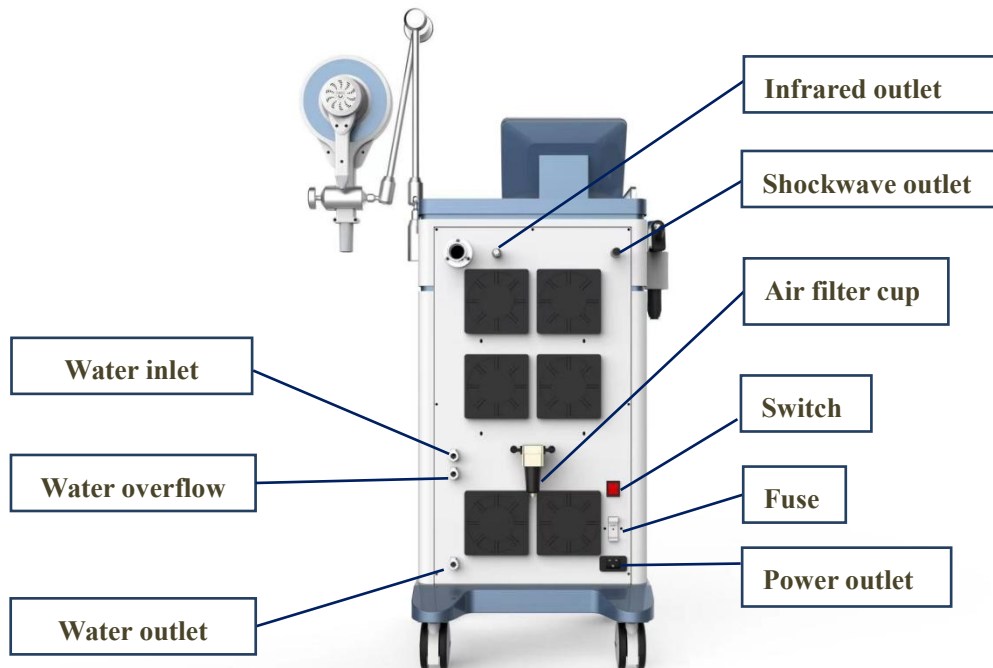 Infrared outlet
Shockwave outlet
Air filter cup
Water inlet
Switch
Water overflow
Fuse
Power outlet
Water outlet